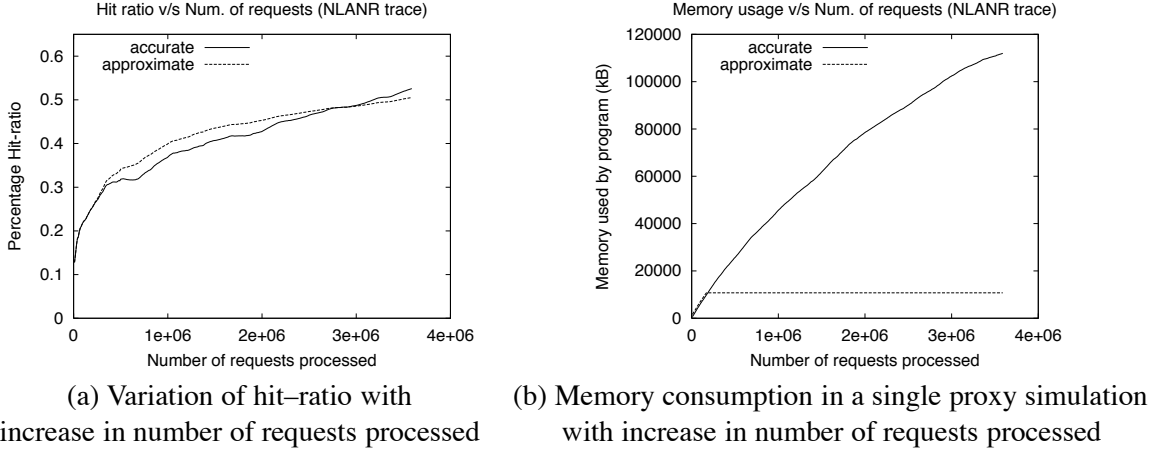 Hit ratio v/s Num. of requests (NLANR trace)
accurate
approximate
0.6
0.5
0.4
0.3
0.2
0.1
0
Percentage Hit-ratio
0 1e+06 2e+06 3e+06 4e+06
Number of requests processed
(a) Variation of hit–ratio with
increase in number of requests processed
Memory usage v/s Num. of requests (NLANR trace)
accurate
approximate
120000
100000
80000
60000
40000
20000
0
Memory used by program (kB)
0 1e+06 2e+06 3e+06 4e+06
Number of requests processed
(b) Memory consumption in a single proxy simulation
with increase in number of requests processed